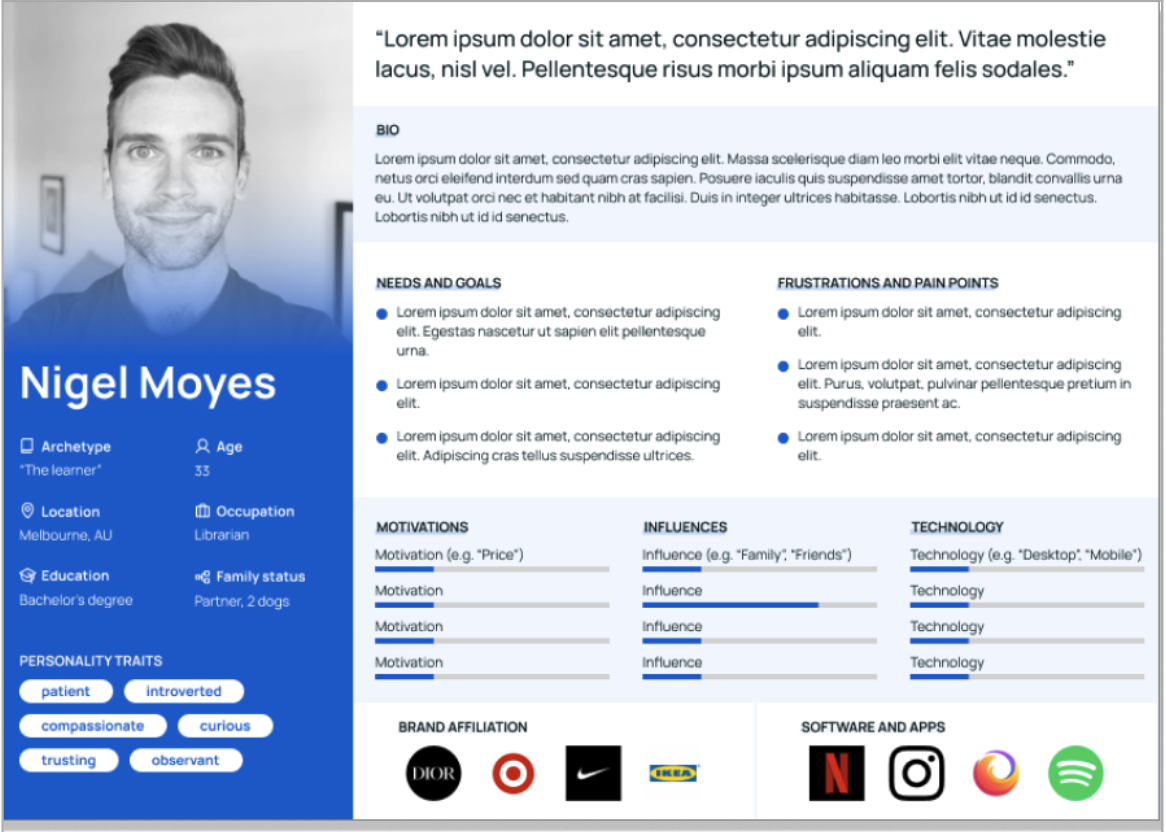 “Lorem ipsum dolor sit amet, consectetur adipiscing elit. Vitae molestie
lacus, nisl vel. Pellentesque risus morbi ipsum aliquam felis sodales.”
BIO
Lorem ipsum dolor sit amet, consectetur adipiscing elit. Massa scelerisque diam leo morbi elit vitae neque. Commodo,
netus orci eleifend interdum sed quam cras sapien. Posuere iaculis quis suspendisse amet tortor, blandit convallis urna
eu. Ut volutpat orci nec et habitant nibh at facilisi. Duis in integer ultrices habitasse. Lobortis nibh ut id id senectus.
Lobortis nibh ut id id senectus.
Nigel Moyes
Archetype
“The learner”
Age
33
Location
Melbourne, AU
Occupation
Librarian
Education
Bachelor's degree
Family status
Partner, 2 dogs
PERSONALITY TRAITS
patient
introverted
compassionate
curious
trusting
observant
NEEDS AND GOALS
Lorem ipsum dolor sit amet, consectetur adipiscing
elit. Egestas nascetur ut sapien elit pellentesque
urna.
Lorem ipsum dolor sit amet, consectetur adipiscing
elit.
Lorem ipsum dolor sit amet, consectetur adipiscing
elit. Adipiscing cras tellus suspendisse ultrices.
FRUSTRATIONS AND PAIN POINTS
Lorem ipsum dolor sit amet, consectetur adipiscing
elit.
Lorem ipsum dolor sit amet, consectetur adipiscing
elit. Purus, volutpat, pulvinar pellentesque pretium in
suspendisse praesent ac.
Lorem ipsum dolor sit amet, consectetur adipiscing
elit.
MOTIVATIONS
Motivation (e.g. “Price”)
Motivation
Motivation
Motivation
INFLUENCES
Influence (e.g. “Family”, “Friends”)
Influence
Influence
Influence
TECHNOLOGY
Technology (e.g. “Desktop”, “Mobile”)
Technology
Technology
Technology
BRAND AFFILIATION
DIOR
IKEA
SOFTWARE AND APPS
N